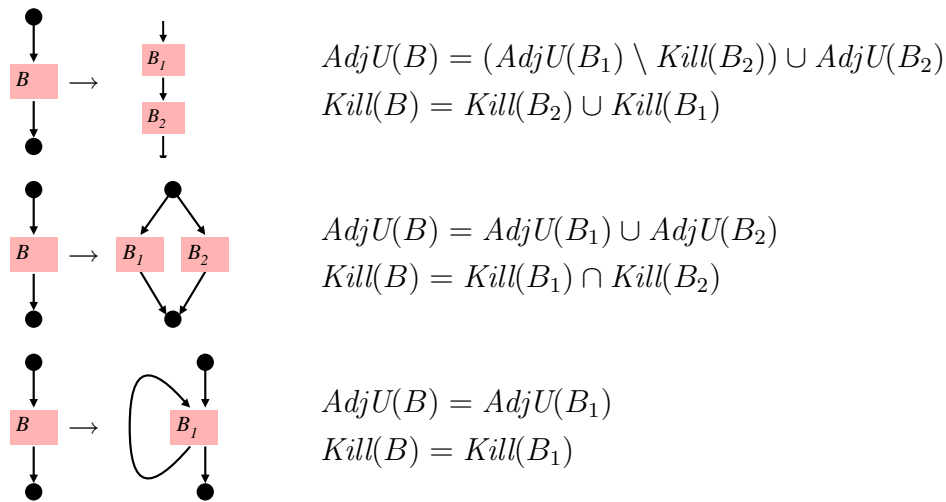 B → B₁
B₂
AdjU(B) = (AdjU(B₁) \ Kill(B₂)) ∪ AdjU(B₂)
Kill(B) = Kill(B₂) ∪ Kill(B₁)
B → B₁ B₂
AdjU(B) = AdjU(B₁) ∪ AdjU(B₂)
Kill(B) = Kill(B₁) ∩ Kill(B₂)
B → B₁
AdjU(B) = AdjU(B₁)
Kill(B) = Kill(B₁)